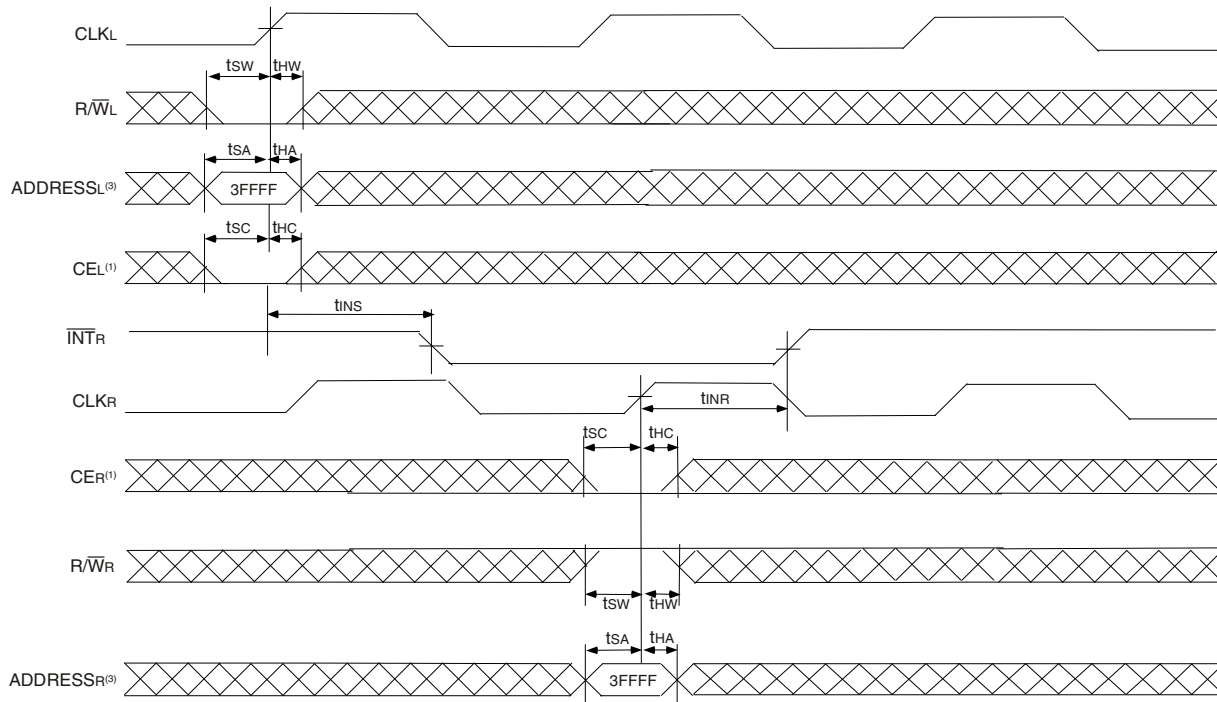 CLKL
tSW tHW
R/W̅L
tSA tHA
ADDRESSL(3) 3FFFF
tSC tHC
CEL(1)
tINS
I̅N̅T̅R
CLKR
tINR
tSC tHC
CER(1)
R/W̅R
tSW tHW
tSA tHA
ADDRESSR(3) 3FFFF